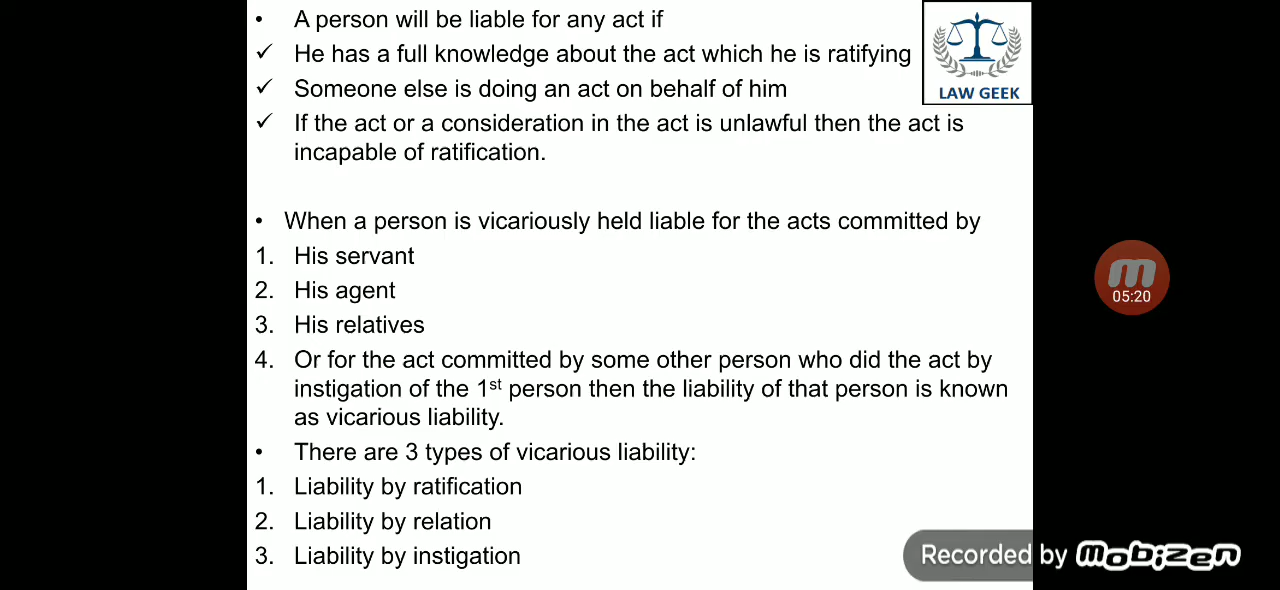 • A person will be liable for any act if
✓ He has a full knowledge about the act which he is ratifying
✓ Someone else is doing an act on behalf of him
✓ If the act or a consideration in the act is unlawful then the act is
incapable of ratification.
LAW GEEK
• When a person is vicariously held liable for the acts committed by
1. His servant
2. His agent
3. His relatives
4. Or for the act committed by some other person who did the act by
instigation of the 1st person then the liability of that person is known
as vicarious liability.
• There are 3 types of vicarious liability:
1. Liability by ratification
2. Liability by relation
3. Liability by instigation
m
05:20
Recorded by mobizen